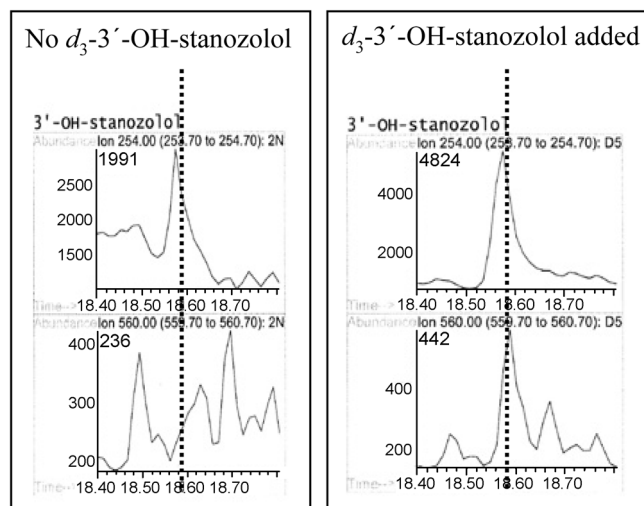 No d₃-3´-OH-stanozolol
3'-OH-stanozolol
Abundance Ion 254.00 (253.70 to 254.70): 2N
1991
2500
2000
1500
Time-->
18.40 18.50 18.60 18.70
Abundance Ion 560.00 (559.70 to 560.70): 2N
236
400
300
200
Time-->
18.40 18.50 18.60 18.70
d₃-3´-OH-stanozolol added
3'-OH-stanozolol
Abundance Ion 254.00 (253.70 to 254.70): D5
4824
4000
2000
Time-->
18.40 18.50 18.60 18.70
Abundance Ion 560.00 (559.70 to 560.70): D5
442
400
200
Time-->
18.40 18.50 18.60 18.70